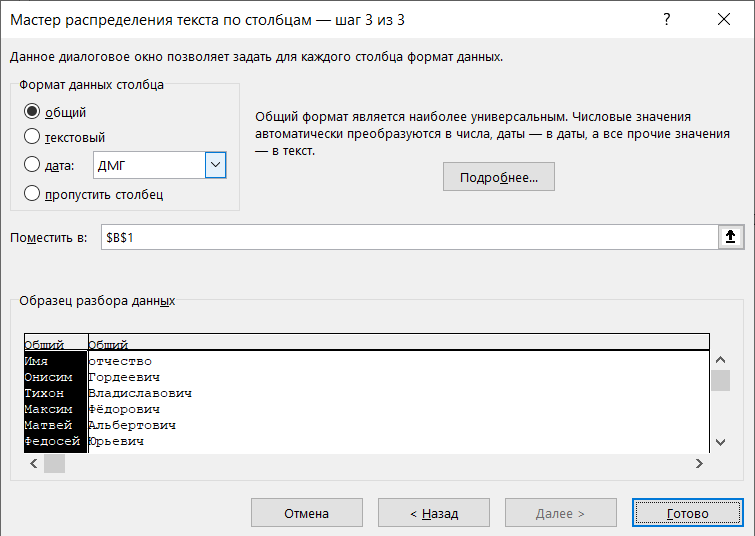 Мастер распределения текста по столбцам — шаг 3 из 3
?
Данное диалоговое окно позволяет задать для каждого столбца формат данных.
Формат данных столбца
общий
текстовый
дата: ДМГ
пропустить столбец
Общий формат является наиболее универсальным. Числовые значения
автоматически преобразуются в числа, даты — в даты, а все прочие значения
— в текст.
Подробнее...
Поместить в: $B$1
Образец разбора данных
Общий Общий
Имя отчество
Онисим Гордеевич
Тихон Владиславович
Максим Фёдорович
Матвей Альбертович
Федосей Юрьевич
Отмена < Назад Далее > Готово